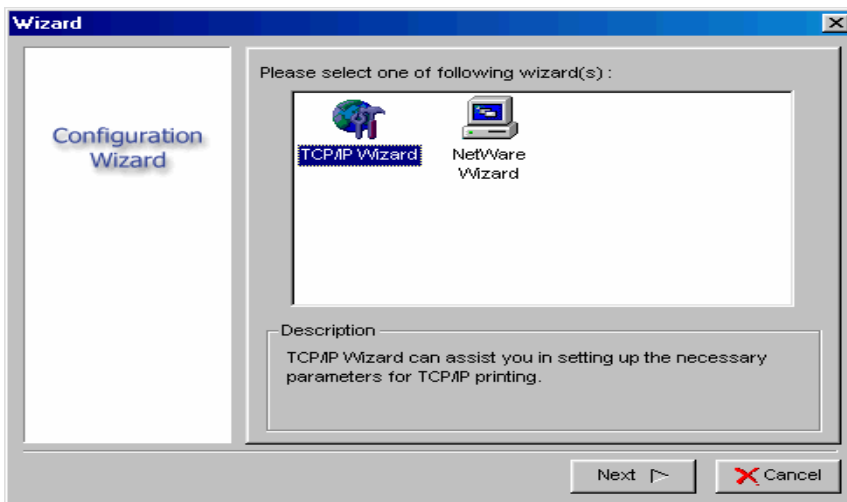 Wizard
Configuration
Wizard
Please select one of following wizard(s) :
TCP/IP Wizard
NetWare
Wizard
Description
TCP/IP Wizard can assist you in setting up the necessary
parameters for TCP/IP printing.
Next
Cancel